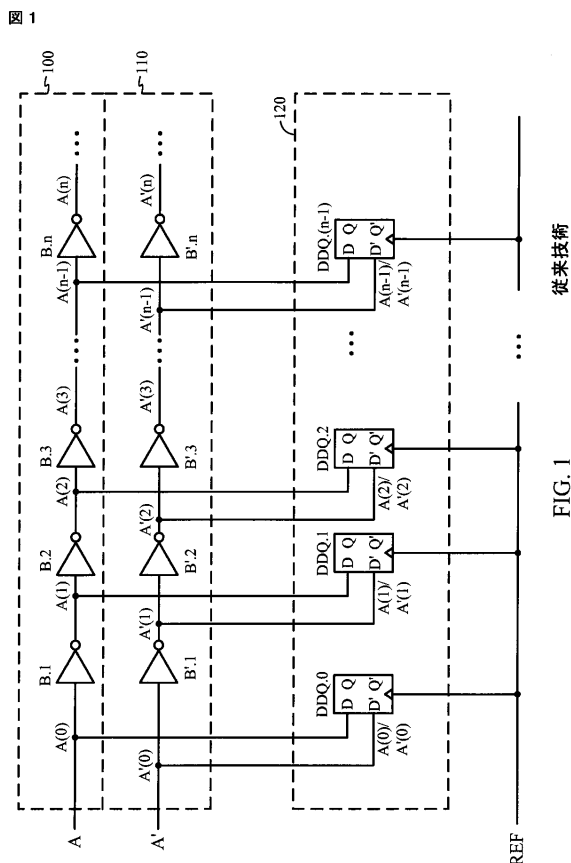 図 1
100
110
B.1
B.2
B.3
B.n
A
A(0)
A(1)
A(2)
A(3)
A(n-1)
A(n)
B'.1
B'.2
B'.3
B'.n
A'
A'(0)
A'(1)
A'(2)
A'(3)
A'(n-1)
A'(n)
120
DDQ.0
D Q
D' Q'
A(0)/
A'(0)
DDQ.1
D Q
D' Q'
A(1)/
A'(1)
DDQ.2
D Q
D' Q'
A(2)/
A'(2)
DDQ.(n-1)
D Q
D' Q'
A(n-1)/
A'(n-1)
REF
FIG. 1
従来技術